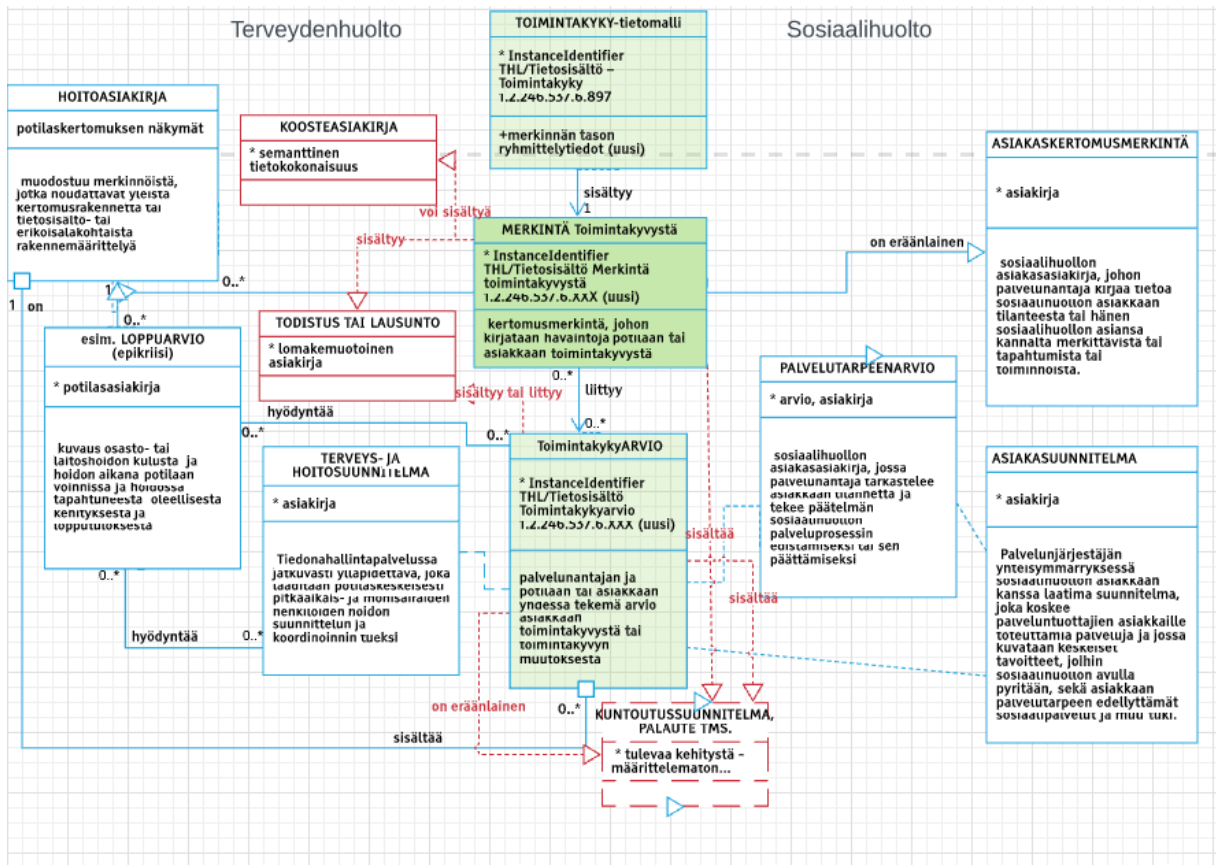 Terveydenhuolto
Sosiaalihuolto
TOIMINTAKYKY-tietomalli
* InstanceIdentifier
THL/Tietosisältö –
Toimintakyky
1.2.246.537.6.897
+merkinnän tason
ryhmittelytiedot (uusi)
HOITOASIAKIRJA
potilaskertomuksen näkymät
muodostuu merkinnöistä,
jotka noudattavat yleistä
kertomusrakennetta tai
tietosisältö- tai
erikoisalakohtaista
rakennemäärittelyä
KOOSTEASIAKIRJA
* semanttinen
tietokokonaisuus
sisältyy
1
voi sisältyä
sisältyy
MERKINTÄ Toimintakyvystä
* InstanceIdentifier
THL/Tietosisältö Merkintä
toimintakyvystä
1.2.246.537.6.XXX (uusi)
kertomusmerkintä, johon
kirjataan havaintoja potilaan tai
asiakkaan toimintakyvystä
on eräänlainen
ASIAKASKERTOMUSMERKINTÄ
* asiakirja
sosiaalihuollon
asiakasasiakirja, johon
palvelunantaja kirjaa tietoa
sosiaalihuollon asiakkaan
tilanteesta tai hänen
sosiaalihuollon asiansa
kannalta merkittävistä tai
tapahtumista tai
toiminnoista.
0..*
1 on
1
0..*
TODISTUS TAI LAUSUNTO
* lomakemuotoinen
asiakirja
esim. LOPPUARVIO
(epikriisi)
* potilasasiakirja
kuvaus osasto- tai
laitoshoidon kulusta ja
hoidon aikana potilaan
voinnissa ja hoidossa
tapahtuneesta oleellisesta
kehityksestä ja
lopputuloksesta
0..*
liittyy
0..*
sisältyy tai liittyy
hyödyntää
0..*
0..*
PALVELUTARPEENARVIO
* arvio, asiakirja
sosiaalihuollon
asiakasasiakirja, jossa
palvelunantaja tarkastelee
asiakkaan tilannetta ja
tekee päätelmän
sosiaalihuollon
palveluprosessin
edistämiseksi tai sen
päättämiseksi
TERVEYS- JA
HOITOSUUNNITELMA
* asiakirja
Tiedonahallintapalvelussa
jatkuvasti ylläpidettävä, joka
laaditaan potilaskeskeisesti
pitkäaikais- ja monisairaiden
henkilöiden hoidon
suunnittelun ja
koordinoinnin tueksi
ToimintakykyARVIO
* InstanceIdentifier
THL/Tietosisältö
Toimintakykyarvio
1.2.246.537.6.XXX (uusi)
palvelunantajan ja
potilaan tai asiakkaan
yhdessä tekemä arvio
asiakkaan
toimintakyvystä tai
toimintakyvyn
muutoksesta
ASIAKASUUNNITELMA
* asiakirja
Palvelunjärjestäjän
yhteisymmarryksessä
sosiaalihuollon asiakkaan
kanssa laatima suunnitelma,
joka koskee
palveluntuottajien asiakkaille
toteuttamia palveluja ja jossa
kuvataan keskeiset
tavoitteet, joihin
sosiaalihuollon avulla
pyritään, sekä asiakkaan
palvelutarpeen edellyttämät
sosiaalipalvelut ja muu tuki.
sisältää
sisältää
0..*
hyödyntää
0..*
on eräänlainen
0..*
sisältää
KUNTOUTUSSUUNNITELMA,
PALAUTE TMS.
* tulevaa kehitystä –
määrittelematon...